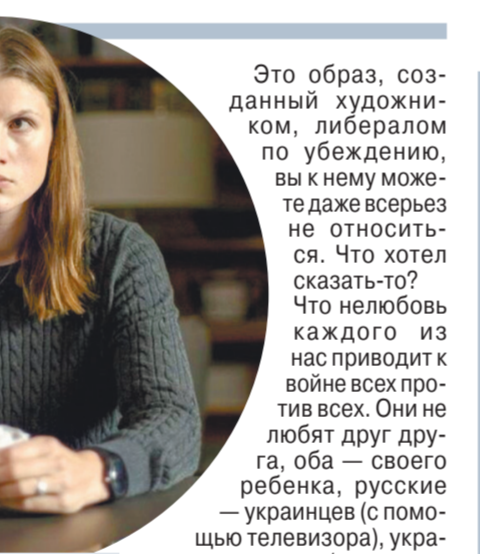 Это образ, соз-
данный художни-
ком, либералом
по убеждению,
вы к нему може-
те даже всерьез
не относить-
ся. Что хотел
сказать-то?
Что нелюбовь
каждого из
нас приводит к
войне всех про-
тив всех. Они не
любят друг дру-
га, оба — своего
ребенка, русские
— украинцев (с помо-
щью телевизора), укра-